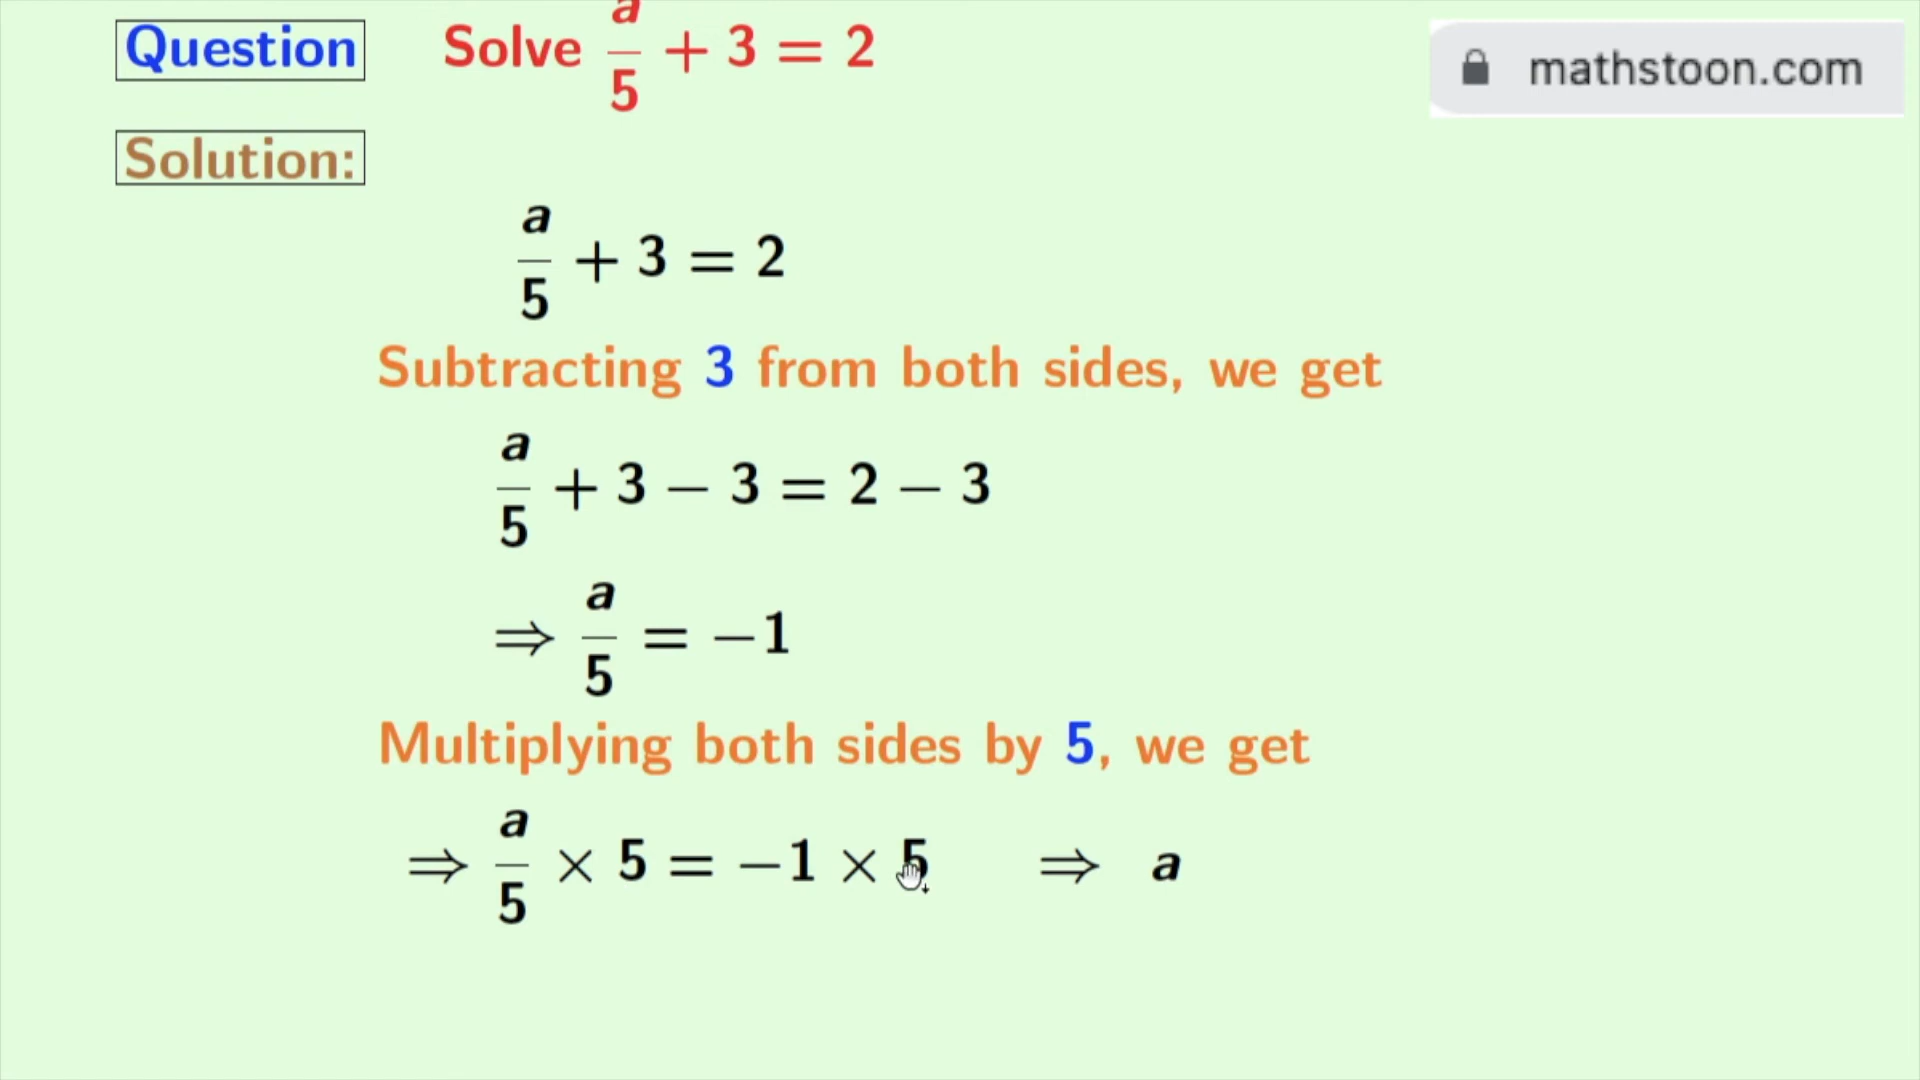 Question Solve a/5 + 3 = 2
mathstoon.com
Solution:
a/5 + 3 = 2
Subtracting 3 from both sides, we get
a/5 + 3 − 3 = 2 − 3
⇒ a/5 = −1
Multiplying both sides by 5, we get
⇒ a/5 × 5 = −1 × 5 ⇒ a